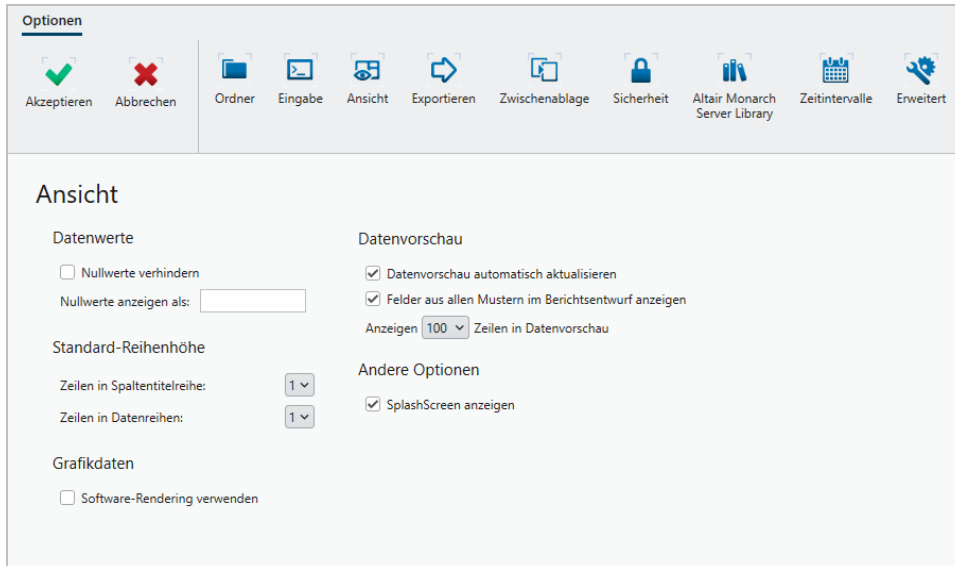 Optionen
Akzeptieren
Abbrechen
Ordner
Eingabe
Ansicht
Exportieren
Zwischenablage
Sicherheit
Altair Monarch
Server Library
Zeitintervalle
Erweitert
Ansicht
Datenwerte
Nullwerte verhindern
Nullwerte anzeigen als:
Standard-Reihenhöhe
Zeilen in Spaltentitelreihe: 1
Zeilen in Datenreihen: 1
Grafikdaten
Software-Rendering verwenden
Datenvorschau
Datenvorschau automatisch aktualisieren
Felder aus allen Mustern im Berichtsentwurf anzeigen
Anzeigen 100 Zeilen in Datenvorschau
Andere Optionen
SplashScreen anzeigen